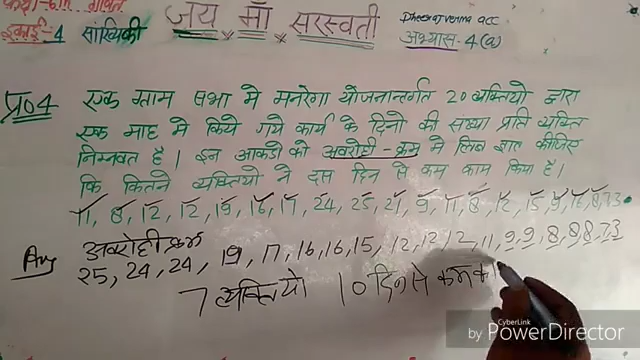 कक्षा-6th गणित
जय माँ सरस्वती
Dheeraj verma acc
इकाई-4 सांख्यिकी
अभ्यास-4(a)
प्र04 एक ग्राम सभा मे मनरेगा योजनान्तर्गत 20 व्यक्तियो द्वारा
एक माह मे किये गये कार्य के दिनो की संख्या प्रति व्यक्ति
निम्नवत है। इन आकडो को अवरोही-क्रम मे लिख ज्ञात कीजिए
कि कितने व्यक्तियो ने दस दिन से कम काम किया है।
11, 8, 12, 12, 19, 16, 17, 24, 25, 21, 9, 11, 8, 12, 15, 9, 16, 8, 7, 3
Ans अवरोहीक्रम
25, 24, 24, 19, 17, 16, 16, 15, 12, 12, 12, 11, 9, 9, 8, 8, 8, 7, 3
7 व्यक्तियो 10 दिन से कम क
CyberLink
by PowerDirector